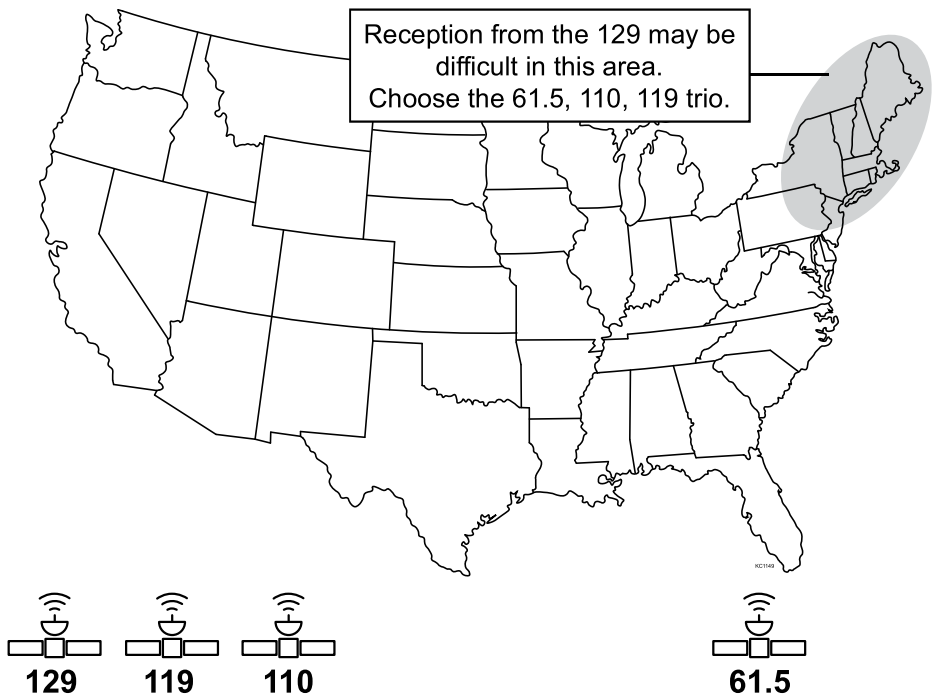 Reception from the 129 may be
difficult in this area.
Choose the 61.5, 110, 119 trio.
KC1149
129 119 110 61.5